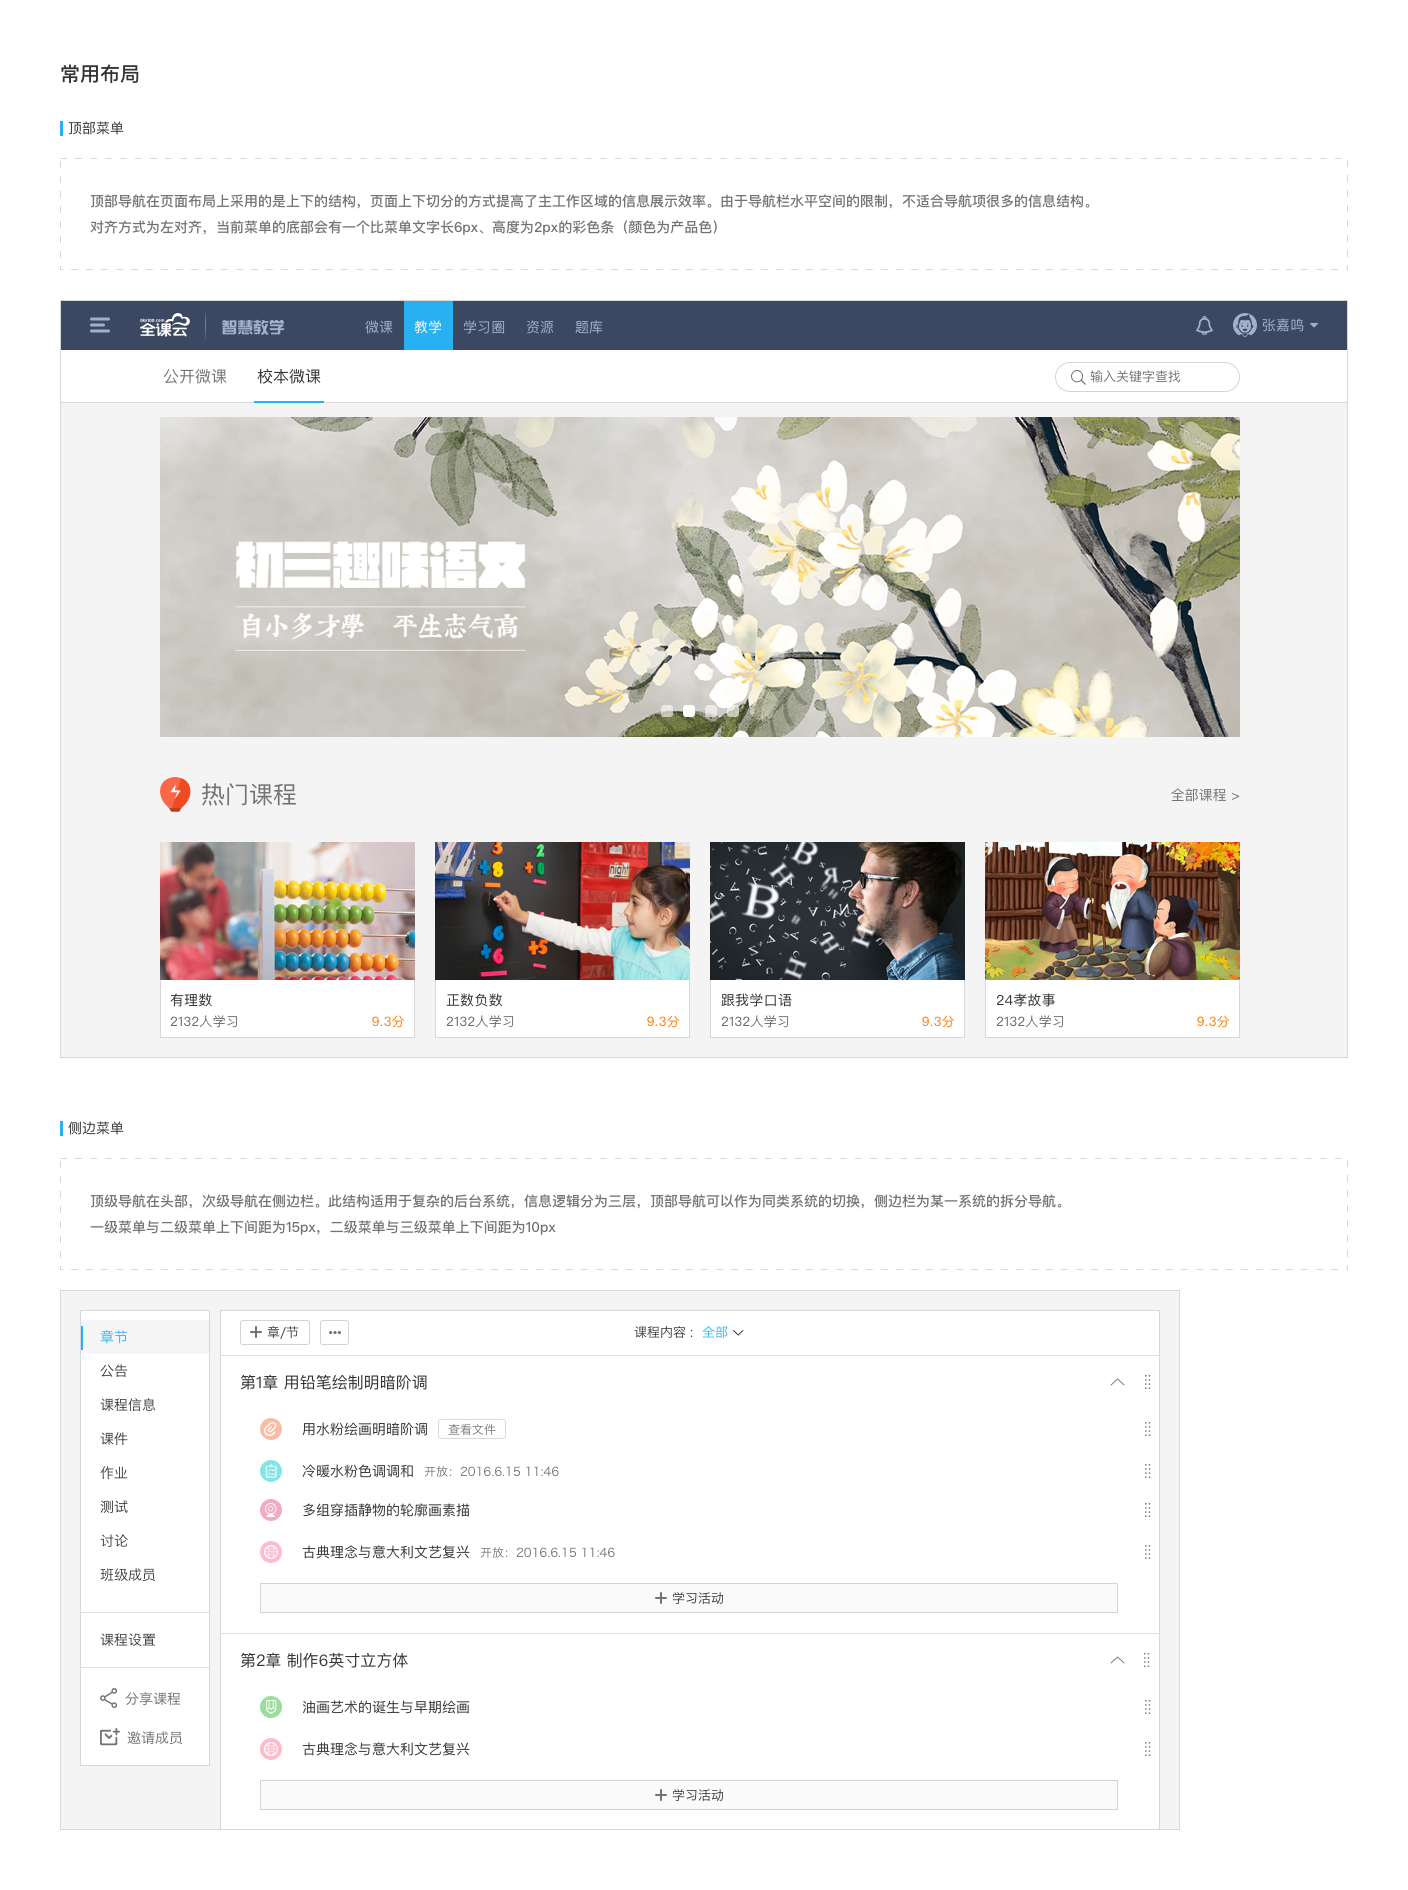 常用布局
顶部菜单
顶部导航在页面布局上采用的是上下的结构，页面上下切分的方式提高了主工作区域的信息展示效率。由于导航栏水平空间的限制，不适合导航项很多的信息结构。
对齐方式为左对齐，当前菜单的底部会有一个比菜单文字长6px、高度为2px的彩色条（颜色为产品色）
全课云 智慧教学 微课 教学 学习圈 资源 题库 张嘉鸣
公开微课 校本微课 输入关键字查找
初三趣味语文
自小多才學 平生志气高
热门课程 全部课程 >
night
有理数 正数负数 跟我学口语 24孝故事
2132人学习 9.3分 2132人学习 9.3分 2132人学习 9.3分 2132人学习 9.3分
侧边菜单
顶级导航在头部，次级导航在侧边栏。此结构适用于复杂的后台系统，信息逻辑分为三层，顶部导航可以作为同类系统的切换，侧边栏为某一系统的拆分导航。
一级菜单与二级菜单上下间距为15px，二级菜单与三级菜单上下间距为10px
章节
公告
课程信息
课件
作业
测试
讨论
班级成员
课程设置
分享课程
邀请成员
+ 章/节 ••• 课程内容： 全部
第1章 用铅笔绘制明暗阶调
用水粉绘画明暗阶调 查看文件
冷暖水粉色调调和 开放：2016.6.15 11:46
多组穿插静物的轮廓画素描
古典理念与意大利文艺复兴 开放：2016.6.15 11:46
+ 学习活动
第2章 制作6英寸立方体
油画艺术的诞生与早期绘画
古典理念与意大利文艺复兴
+ 学习活动